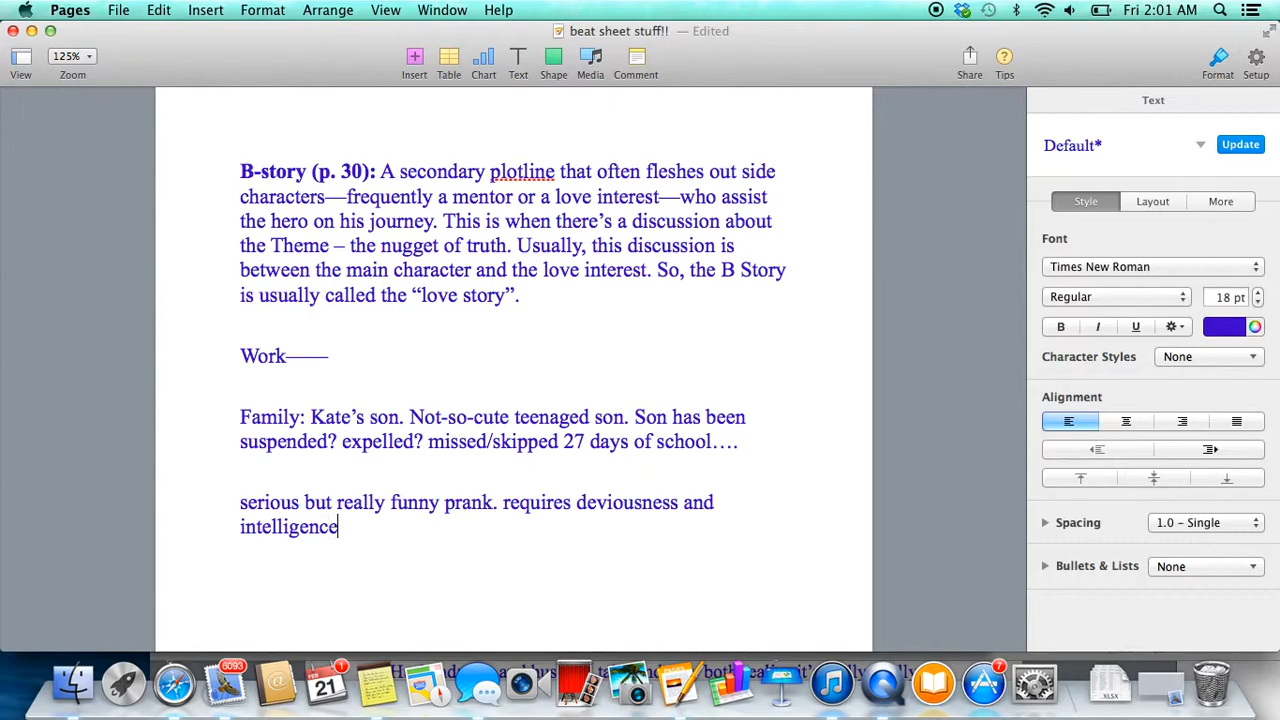 Pages File Edit Insert Format Arrange View Window Help Fri 2:01 AM
beat sheet stuff!! — Edited
125%
View Zoom Insert Table Chart Text Shape Media Comment Share Tips Format Setup
Text
B-story (p. 30): A secondary plotline that often fleshes out side
characters—frequently a mentor or a love interest—who assist
the hero on his journey. This is when there’s a discussion about
the Theme – the nugget of truth. Usually, this discussion is
between the main character and the love interest. So, the B Story
is usually called the “love story”.
Work——
Family: Kate’s son. Not-so-cute teenaged son. Son has been
suspended? expelled? missed/skipped 27 days of school….
serious but really funny prank. requires deviousness and
intelligence
Default*
Update
Style Layout More
Font
Times New Roman
Regular 18 pt
B I U
Character Styles None
Alignment
Spacing 1.0 – Single
Bullets & Lists None
6093
FEB
21
1
7
.XLSX